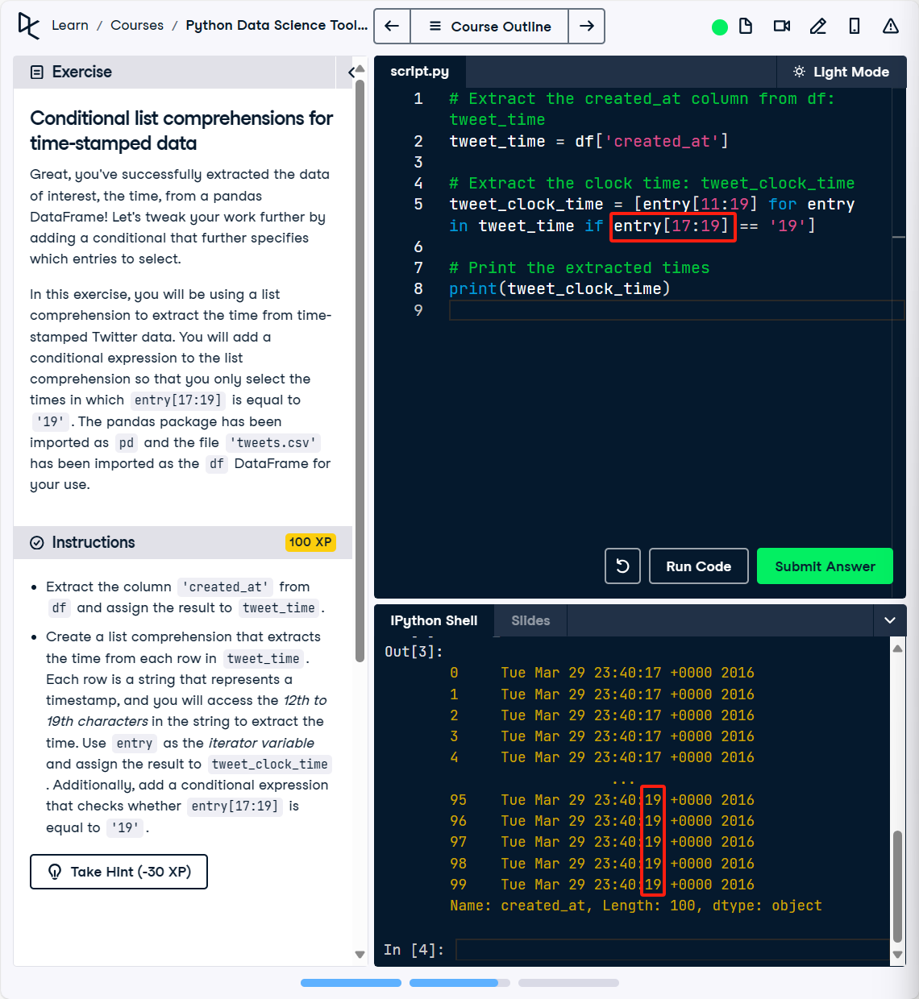 Learn / Courses / Python Data Science Tool...
Course Outline
Exercise
Conditional list comprehensions for
time-stamped data
Great, you've successfully extracted the data
of interest, the time, from a pandas
DataFrame! Let's tweak your work further by
adding a conditional that further specifies
which entries to select.
In this exercise, you will be using a list
comprehension to extract the time from time-
stamped Twitter data. You will add a
conditional expression to the list
comprehension so that you only select the
times in which entry[17:19] is equal to
'19'. The pandas package has been
imported as pd and the file 'tweets.csv'
has been imported as the df DataFrame for
your use.
Instructions
100 XP
Extract the column 'created_at' from
df and assign the result to tweet_time.
Create a list comprehension that extracts
the time from each row in tweet_time.
Each row is a string that represents a
timestamp, and you will access the 12th to
19th characters in the string to extract the
time. Use entry as the iterator variable
and assign the result to tweet_clock_time
. Additionally, add a conditional expression
that checks whether entry[17:19] is
equal to '19'.
Take Hint (-30 XP)
script.py
Light Mode
1 # Extract the created_at column from df:
tweet_time
2 tweet_time = df['created_at']
3
4 # Extract the clock time: tweet_clock_time
5 tweet_clock_time = [entry[11:19] for entry
in tweet_time if entry[17:19] == '19']
6
7 # Print the extracted times
8 print(tweet_clock_time)
9
Run Code
Submit Answer
IPython Shell
Slides
Out[3]:
0 Tue Mar 29 23:40:17 +0000 2016
1 Tue Mar 29 23:40:17 +0000 2016
2 Tue Mar 29 23:40:17 +0000 2016
3 Tue Mar 29 23:40:17 +0000 2016
4 Tue Mar 29 23:40:17 +0000 2016
...
95 Tue Mar 29 23:40:19 +0000 2016
96 Tue Mar 29 23:40:19 +0000 2016
97 Tue Mar 29 23:40:19 +0000 2016
98 Tue Mar 29 23:40:19 +0000 2016
99 Tue Mar 29 23:40:19 +0000 2016
Name: created_at, Length: 100, dtype: object
In [4]: